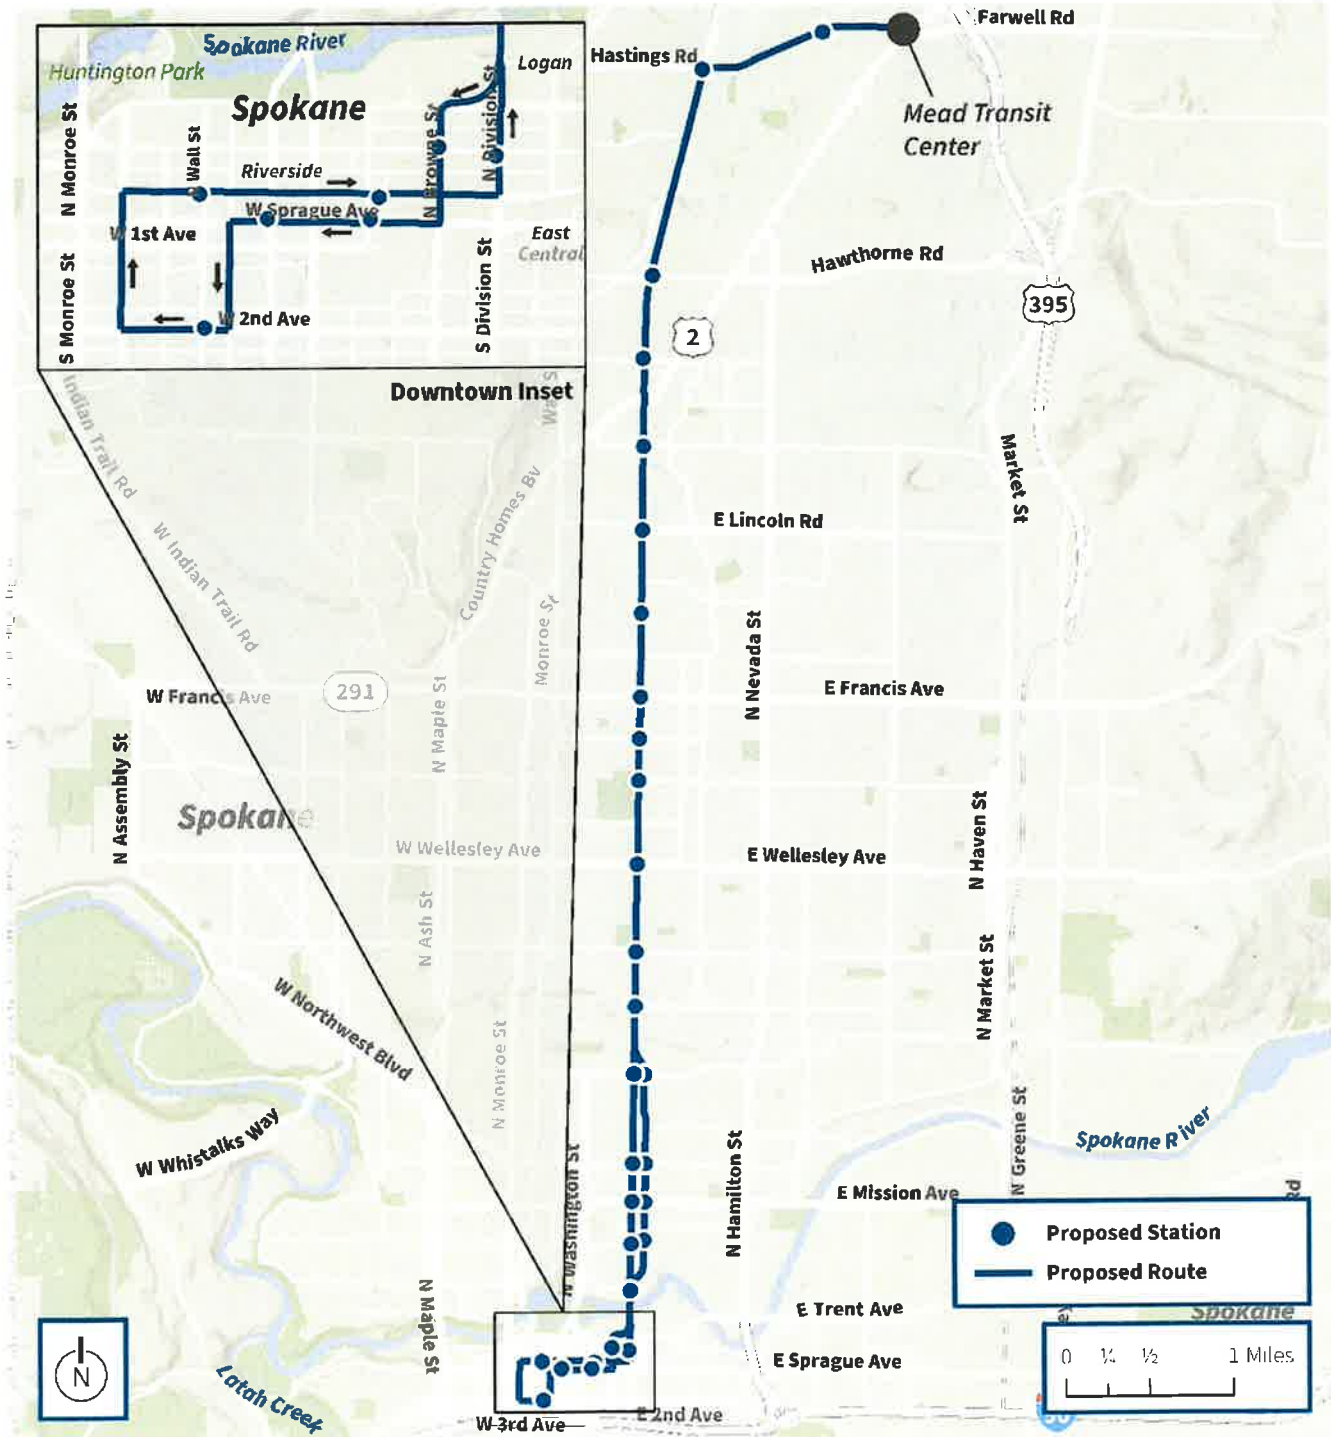 Farwell Rd
Hastings Rd
Mead Transit
Center
Spokane River
Huntington Park
Logan
Spokane
N Monroe St
Wall St
Riverside
N Browne St
N Division St
W Sprague Ave
W 1st Ave
East
Central
S Monroe St
S Division St
W 2nd Ave
Downtown Inset
Hawthorne Rd
395
2
Indian Trail Rd
W Indian Trail Rd
Country Homes Bv
Market St
E Lincoln Rd
Monroe St
N Nevada St
W Francis Ave
291
N Maple St
E Francis Ave
N Assembly St
Spokane
W Wellesley Ave
E Wellesley Ave
N Haven St
N Ash St
N Market St
W Northwest Blvd
N Monroe St
W Whistalks Way
N Washington St
N Hamilton St
N Greene St
Spokane River
E Mission Ave
Rd
Proposed Station
Proposed Route
N Maple St
E Trent Ave
Spokane
E Sprague Ave
0 ¼ ½ 1 Miles
N
Latah Creek
W 3rd Ave
E 2nd Ave